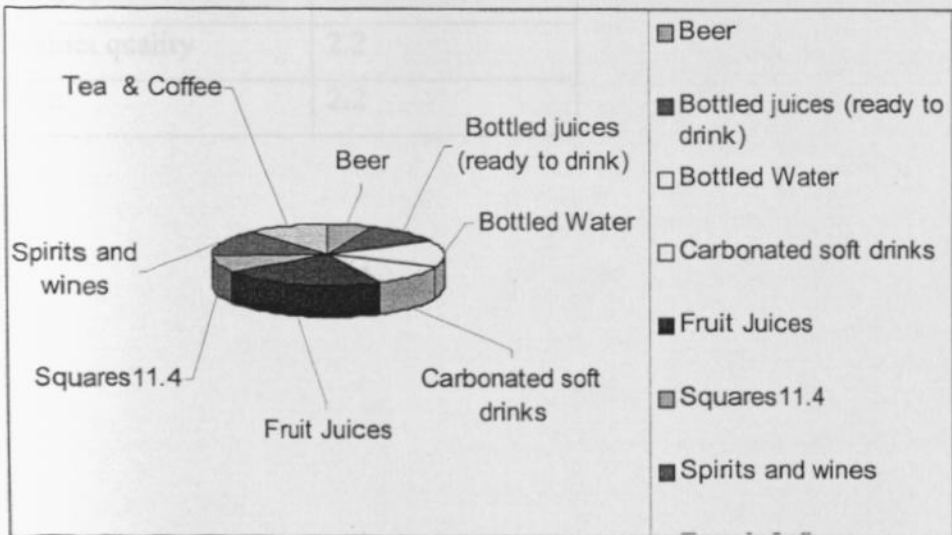 Tea & Coffee
Beer
Bottled juices
(ready to drink)
Bottled Water
Spirits and
wines
Squares11.4
Fruit Juices
Carbonated soft
drinks
Beer
Bottled juices (ready to
drink)
Bottled Water
Carbonated soft drinks
Fruit Juices
Squares11.4
Spirits and wines
quality 2.2
2.2